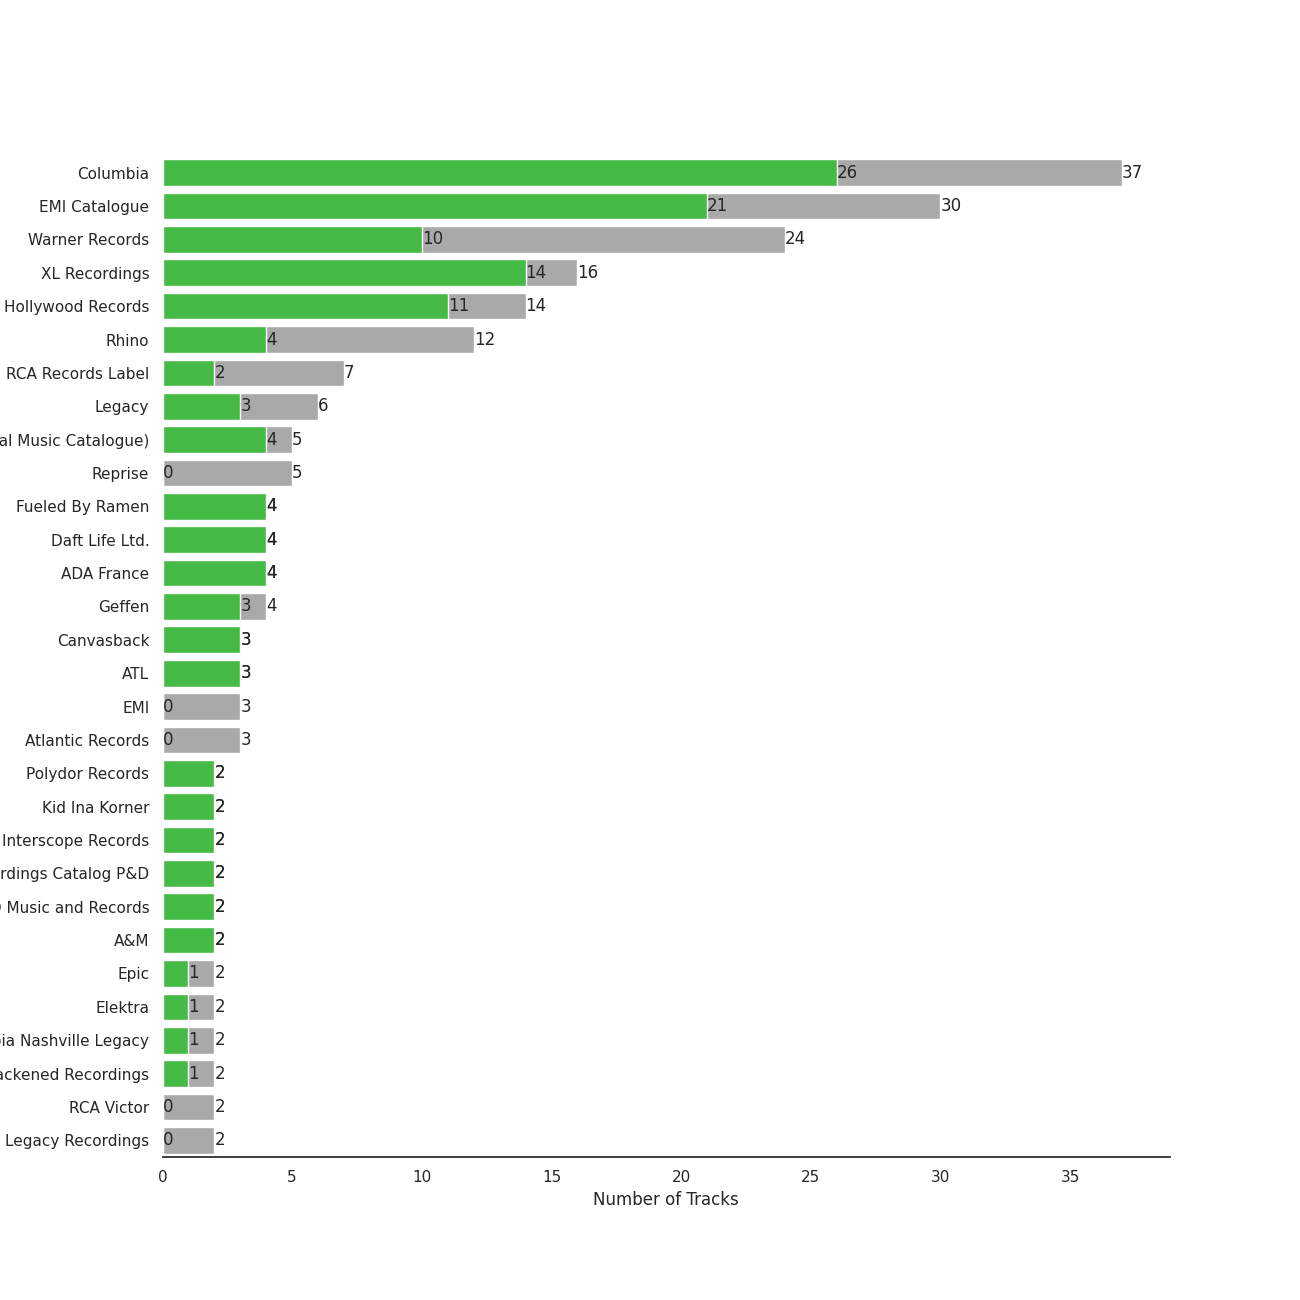 Columbia 26 37
EMI Catalogue 21 30
Warner Records 10 24
XL Recordings 14 16
Hollywood Records 11 14
Rhino 4 12
RCA Records Label 2 7
Legacy 3 6
Music Catalogue) 4 5
Reprise 0 5
Fueled By Ramen 4
Daft Life Ltd. 4
ADA France 4
Geffen 3 4
Canvasback 3
ATL 3
EMI 0 3
Atlantic Records 0 3
Polydor Records 2
Kid Ina Korner 2
Interscope Records 2
Catalog P&D 2
Music and Records 2
A&M 2
Epic 1 2
Elektra 1 2
Nashville Legacy 1 2
Recordings 1 2
RCA Victor 0 2
Legacy Recordings 0 2
0 5 10 15 20 25 30 35
Number of Tracks